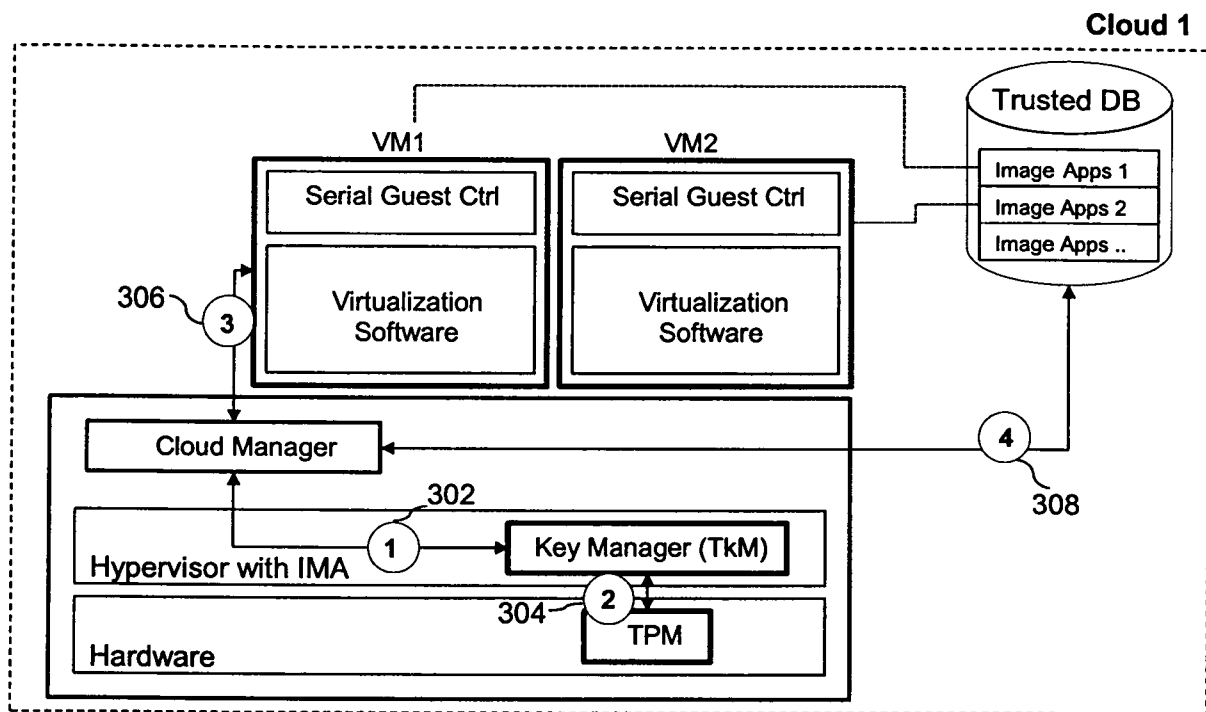 Cloud 1
Trusted DB
VM1
VM2
Image Apps 1
Image Apps 2
Image Apps ..
Serial Guest Ctrl
Serial Guest Ctrl
Virtualization
Software
Virtualization
Software
306
3
Cloud Manager
4
308
302
1
Key Manager (TkM)
Hypervisor with IMA
304
2
TPM
Hardware